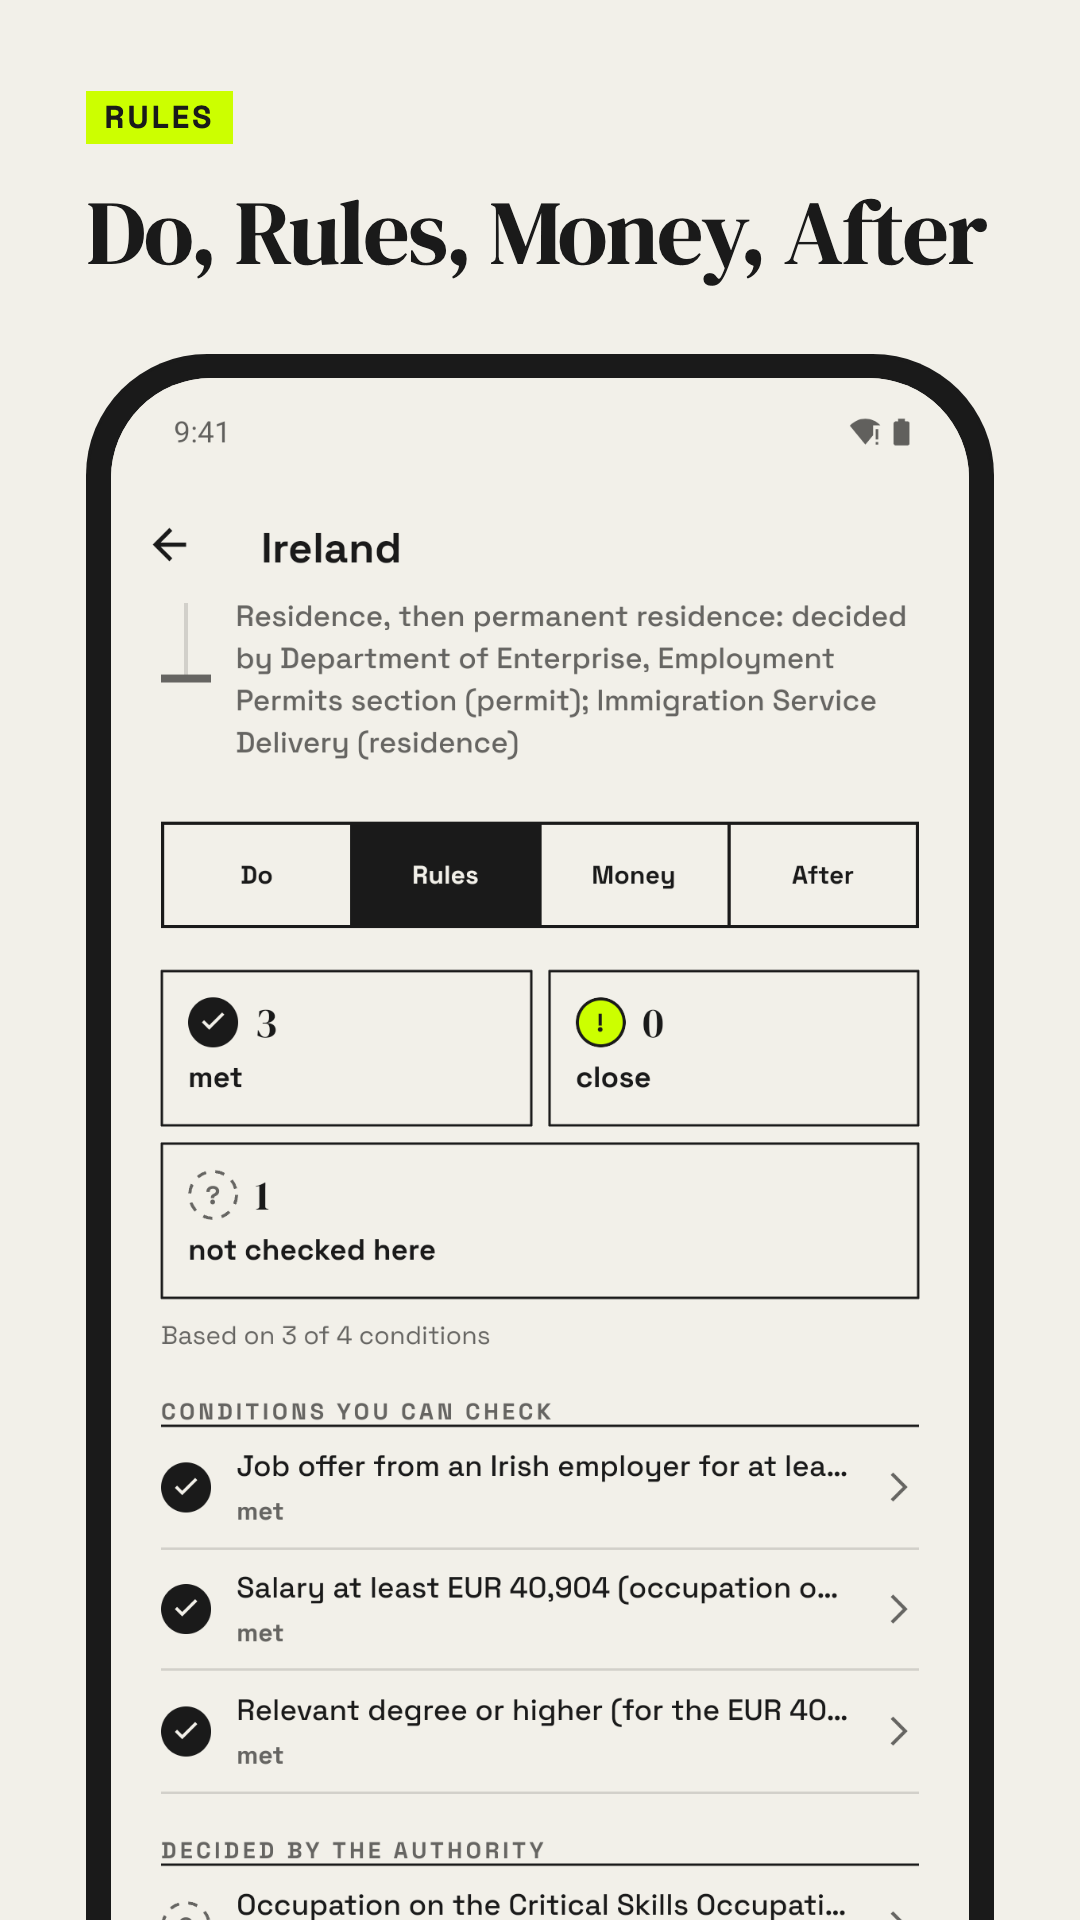 RULES
Do, Rules, Money, After
9:41
Ireland
Residence, then permanent residence: decided
by Department of Enterprise, Employment
Permits section (permit); Immigration Service
Delivery (residence)
Do
Rules
Money
After
3
met
! 0
close
? 1
not checked here
Based on 3 of 4 conditions
CONDITIONS YOU CAN CHECK
Job offer from an Irish employer for at lea...
met
Salary at least EUR 40,904 (occupation o...
met
Relevant degree or higher (for the EUR 40...
met
DECIDED BY THE AUTHORITY
Occupation on the Critical Skills Occupati...